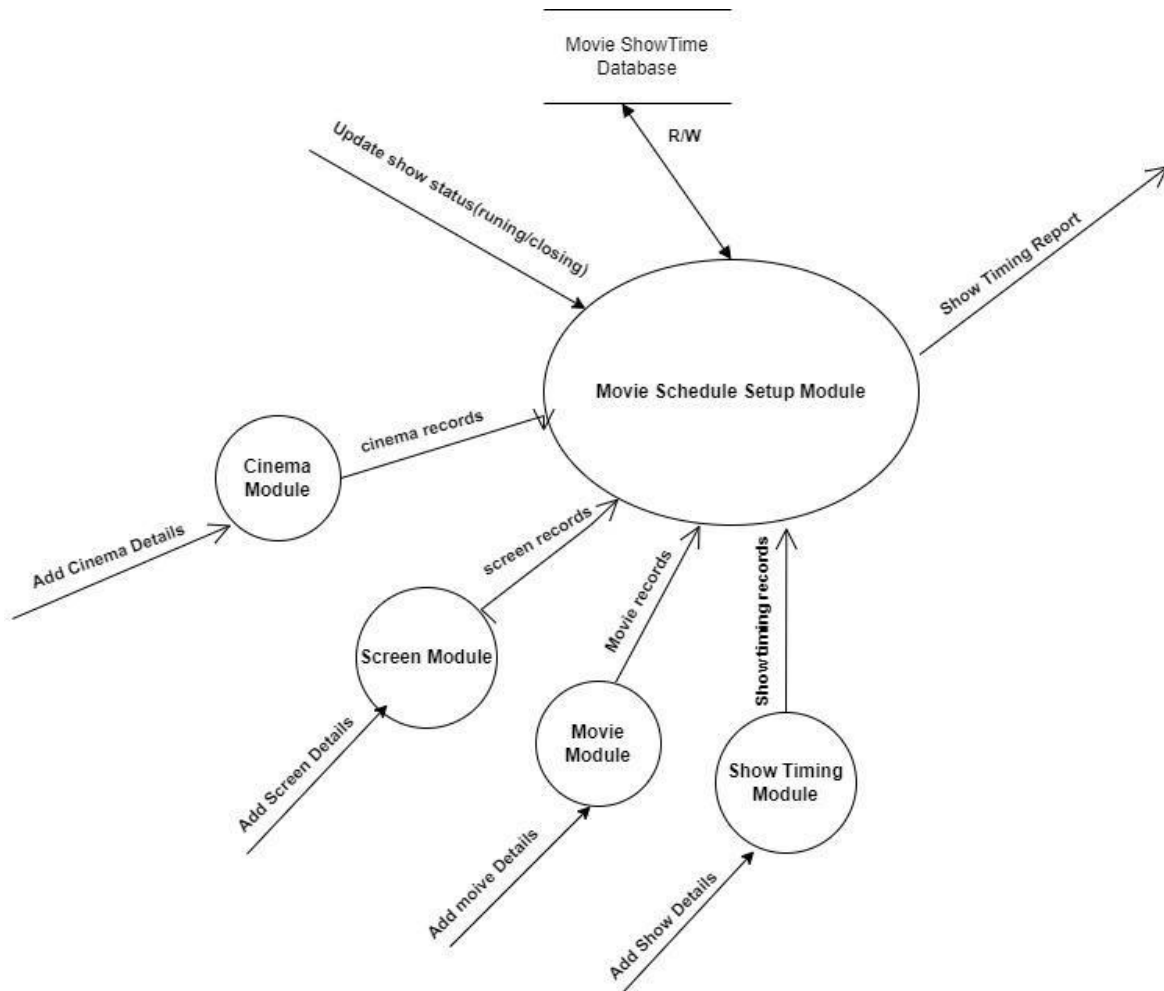 Movie ShowTime
Database
R/W
Update show status(runing/closing)
Show Timing Report
Movie Schedule Setup Module
cinema records
Cinema
Module
Add Cinema Details
screen records
Screen Module
Add Screen Details
Movie records
Movie
Module
Add moive Details
Showtiming records
Show Timing
Module
Add Show Details